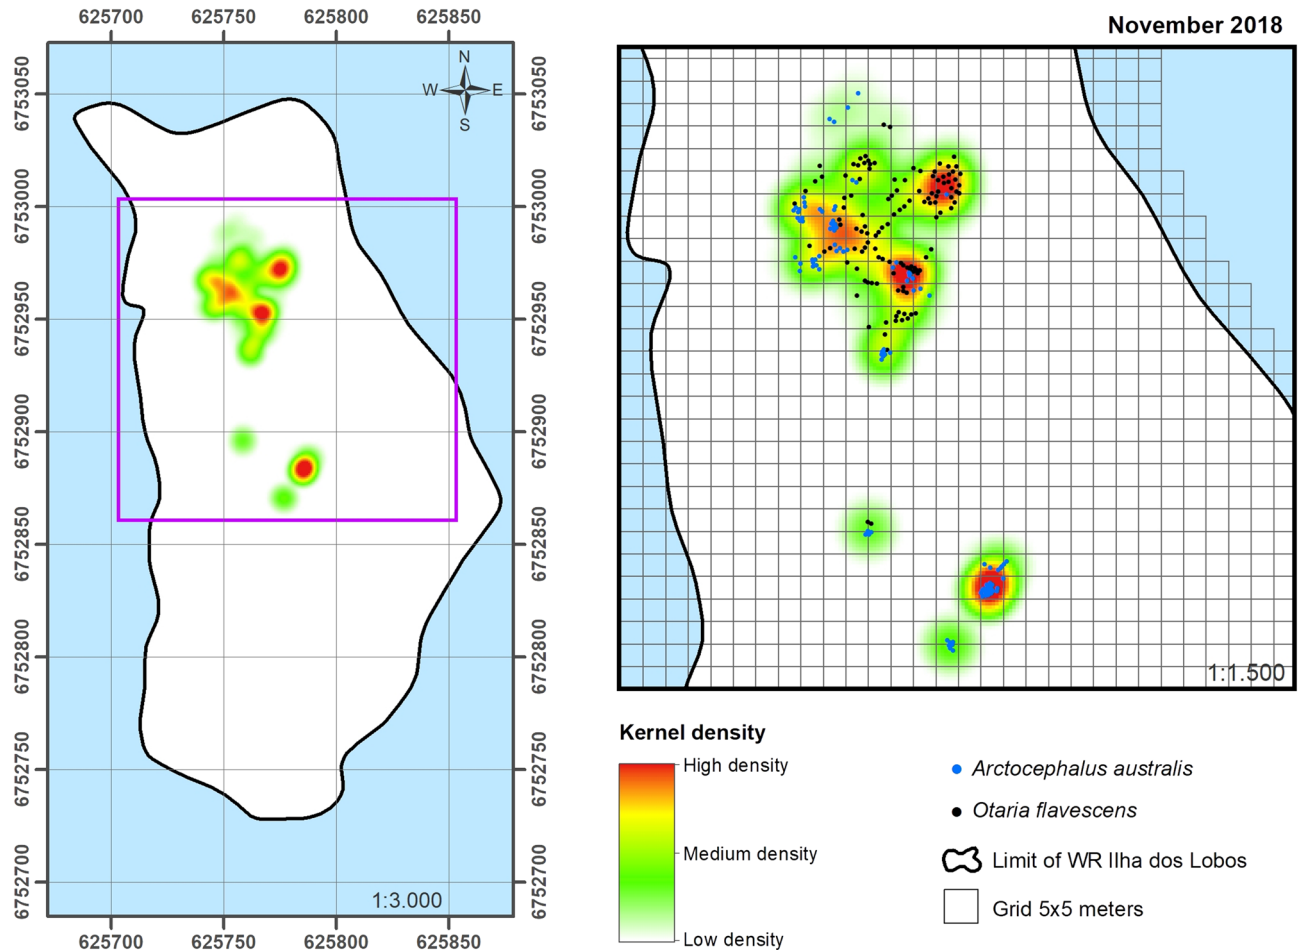 625700 625750 625800 625850
November 2018
6753050
6753000
6752950
6752900
6752850
6752800
6752750
6752700
N
W E
S
6753050
6753000
6752950
6752900
6752850
6752800
6752750
6752700
1:3.000
625700 625750 625800 625850
1:1.500
Kernel density
High density
Medium density
Low density
Arctocephalus australis
Otaria flavescens
Limit of WR Ilha dos Lobos
Grid 5x5 meters